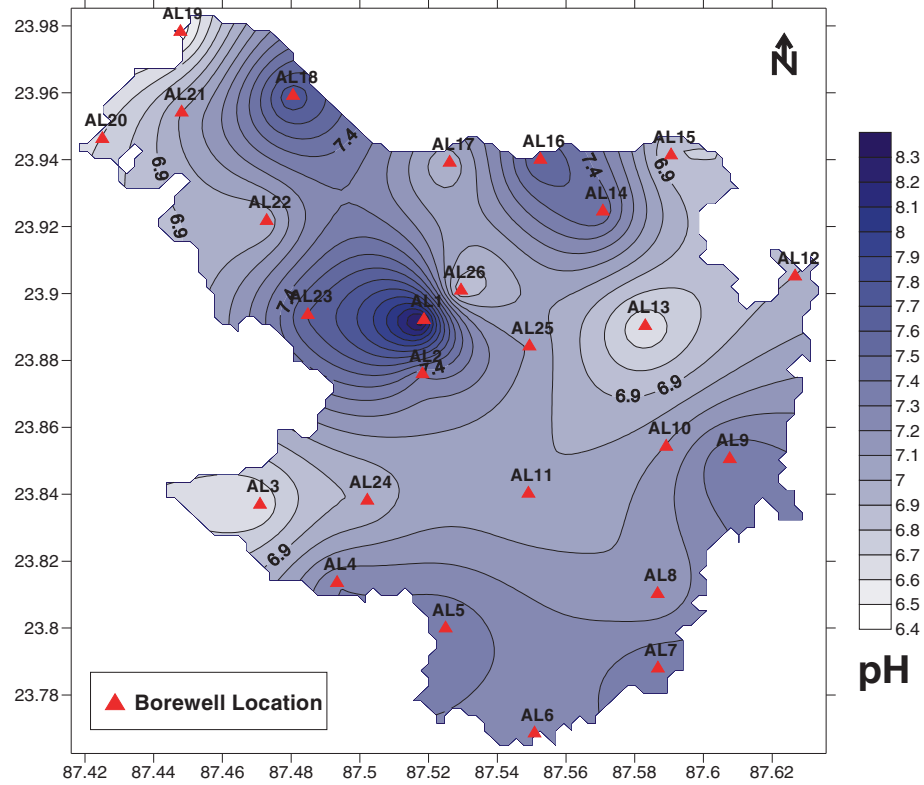 23.98
23.96
23.94
23.92
23.9
23.88
23.86
23.84
23.82
23.8
23.78
87.42
87.44
87.46
87.48
87.5
87.52
87.54
87.56
87.58
87.6
87.62
N
AL19
AL18
AL21
AL20
AL17
AL16
AL15
AL14
AL22
AL26
AL12
AL23
AL1
AL13
AL25
AL2
AL10
AL9
AL3
AL24
AL11
AL4
AL8
AL5
AL7
AL6
7.4
7.4
6.9
6.9
6.9
7.4
7.4
6.9
6.9
6.9
Borewell Location
8.3
8.2
8.1
8
7.9
7.8
7.7
7.6
7.5
7.4
7.3
7.2
7.1
7
6.9
6.8
6.7
6.6
6.5
6.4
pH